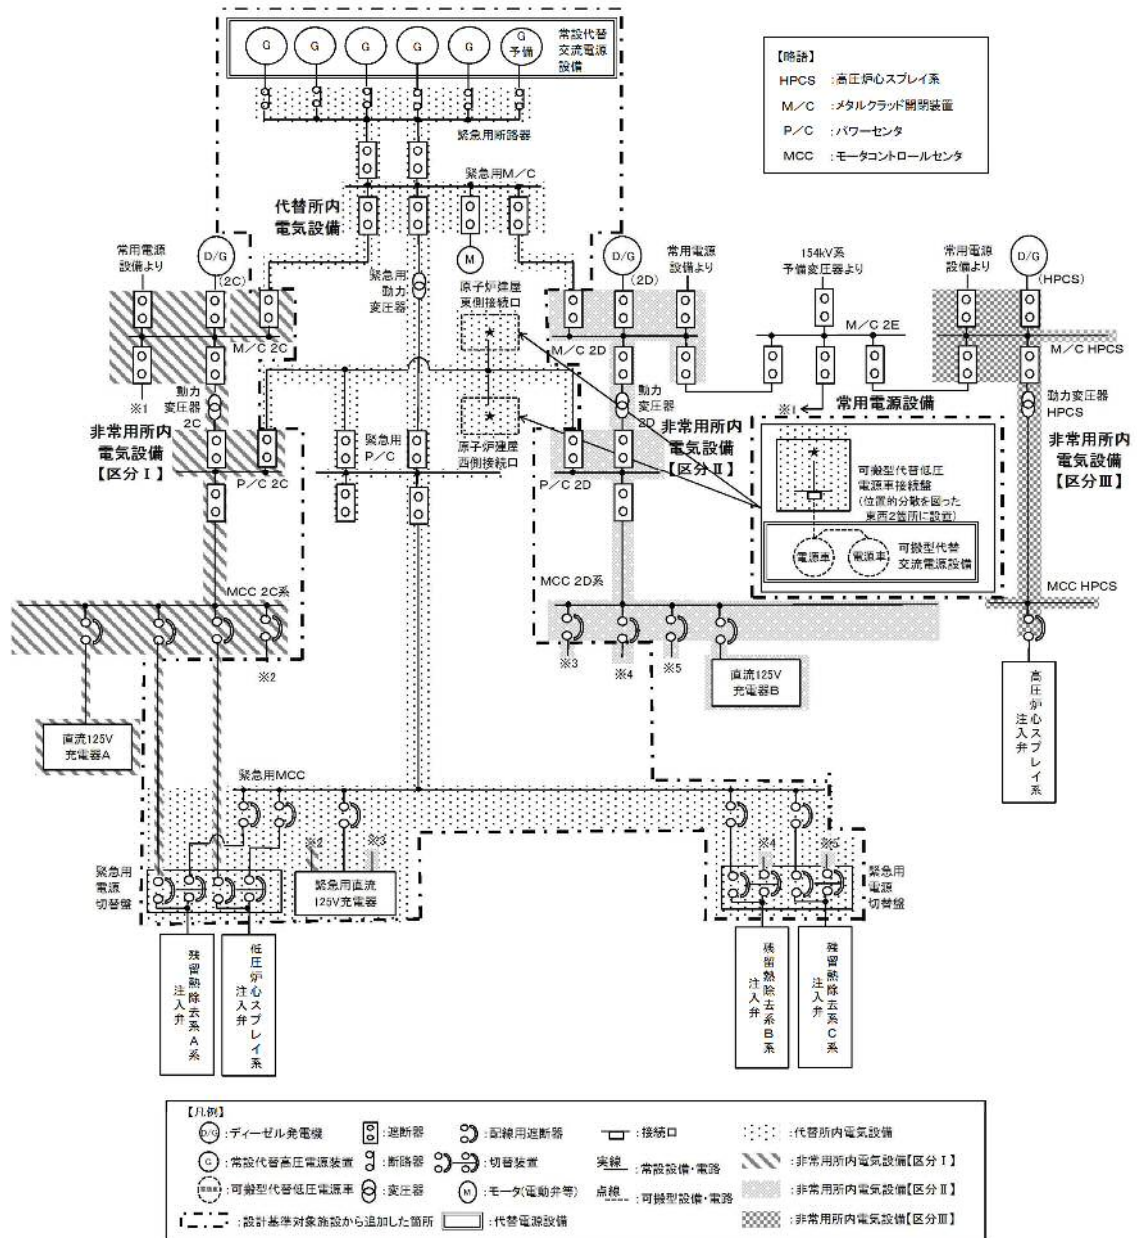 G
G
G
G
G
G
予備
常設代替
交流電源
設備
緊急用断路器
【略語】
HPCS :高圧炉心スプレイ系
M/C :メタルクラッド開閉装置
P/C :パワーセンタ
MCC :モータコントロールセンタ
緊急用M/C
代替所内
電気設備
常用電源
設備より
D/G
(2C)
緊急用
動力
変圧器
M
原子炉建屋
東側接続口
D/G
(2D)
常用電源
設備より
154kV系
予備変圧器より
常用電源
設備より
D/G
(HPCS)
M/C 2C
M/C 2D
M/C 2E
M/C HPCS
※1
動力
変圧器
2C
動力
変圧器
2D
※1
常用電源設備
動力変圧器
HPCS
非常用所内
電気設備
【区分Ⅰ】
緊急用
P/C
原子炉建屋
西側接続口
非常用所内
電気設備
【区分Ⅱ】
非常用所内
電気設備
【区分Ⅲ】
P/C 2C
P/C 2D
可搬型代替低圧
電源車接続盤
(位置的分散を図った
東西2箇所に設置)
電源車
電源車
可搬型代替
交流電源設備
MCC 2C系
MCC 2D系
MCC HPCS
※2
※3
※4
※5
直流125V
充電器A
直流125V
充電器B
高圧炉心スプレイ系
注入弁
緊急用MCC
※2
※3
※4
※5
緊急用
電源
切替盤
緊急用直流
125V充電器
緊急用
電源
切替盤
残留熱除去系A系
注入弁
低圧炉心スプレイ系
注入弁
残留熱除去系B系
注入弁
残留熱除去系C系
注入弁
【凡例】
D/G :ディーゼル発電機
:遮断器
:配線用遮断器
:接続口
:代替所内電気設備
G :常設代替高圧電源装置
:断路器
:切替装置
実線 :常設設備・電路
:非常用所内電気設備【区分Ⅰ】
電源車 :可搬型代替低圧電源車
:変圧器
M :モータ(電動弁等)
点線 :可搬型設備・電路
:非常用所内電気設備【区分Ⅱ】
:設計基準対象施設から追加した箇所
:代替電源設備
:非常用所内電気設備【区分Ⅲ】